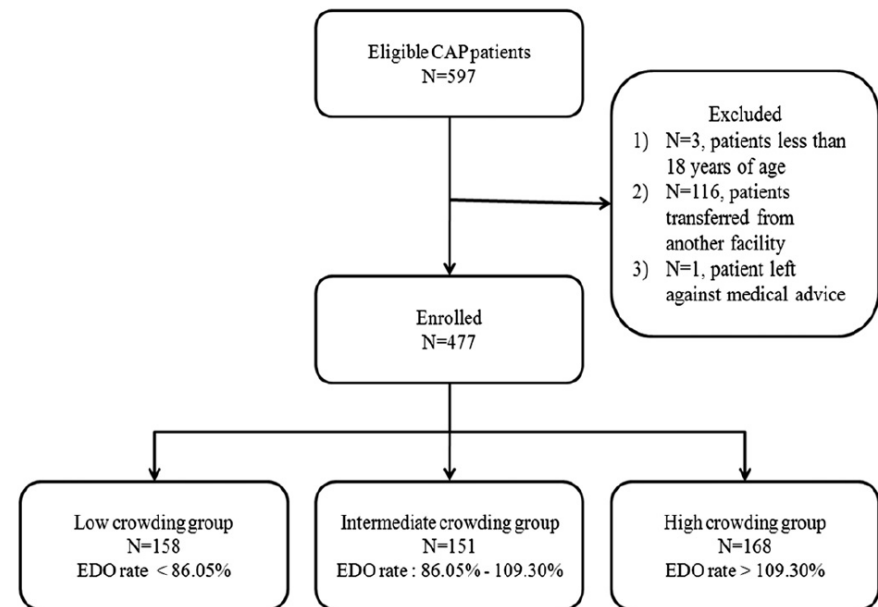 Eligible CAP patients
N=597
Excluded
1) N=3, patients less
18 years of age
2) N=116, patients
transferred from
another facility
3) N=1, patient left
against medical advice
Enrolled
N=477
Low crowding group
N=158
EDO rate < 86.05%
Intermediate crowding group
N=151
EDO rate : 86.05% - 109.30%
High crowding group
N=168
EDO rate > 109.30%